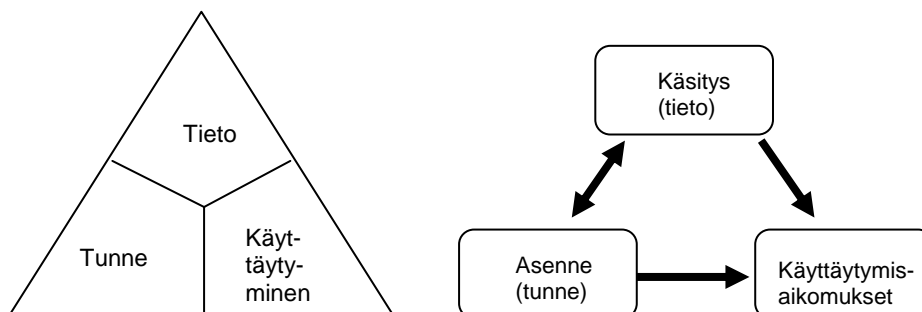 Tieto
Tunne
Käyt-
täyty-
minen
Käsitys
(tieto)
Asenne
(tunne)
Käyttäytymis-
aikomukset